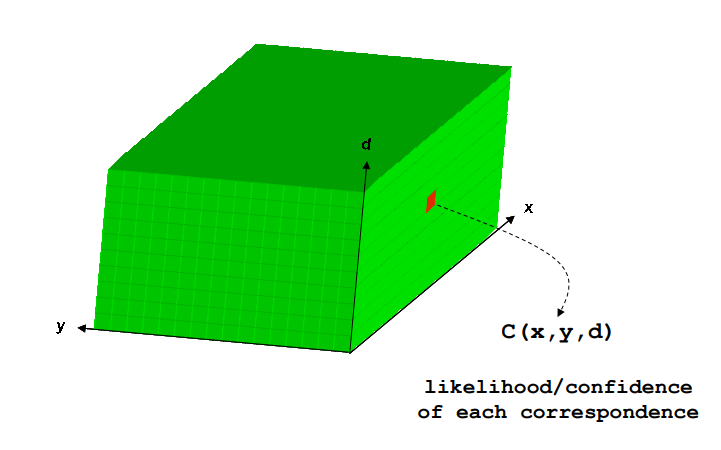 d
x
y
C(x,y,d)
likelihood/confidence
of each correspondence